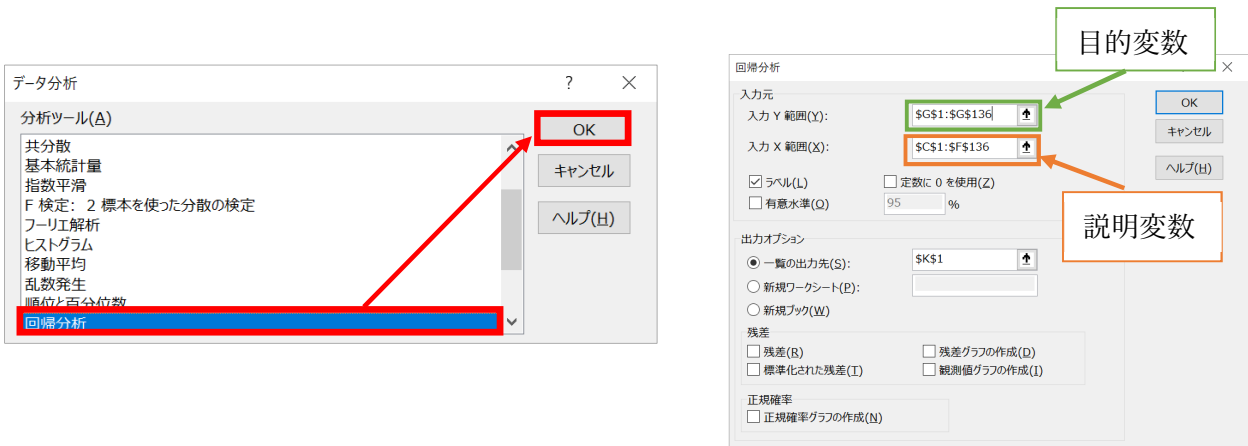 データ分析
?
分析ツール(A)
共分散
基本統計量
指数平滑
F 検定: 2 標本を使った分散の検定
フーリエ解析
ヒストグラム
移動平均
乱数発生
順位と百分位数
回帰分析
OK
キャンセル
ヘルプ(H)
目的変数
回帰分析
入力元
入力 Y 範囲(Y):
$G$1:$G$136
入力 X 範囲(X):
$C$1:$F$136
ラベル(L)
定数に 0 を使用(Z)
有意水準(O)
95
%
説明変数
出力オプション
一覧の出力先(S):
$K$1
新規ワークシート(P):
新規ブック(W)
残差
残差(R)
残差グラフの作成(D)
標準化された残差(T)
観測値グラフの作成(I)
正規確率
正規確率グラフの作成(N)
OK
キャンセル
ヘルプ(H)